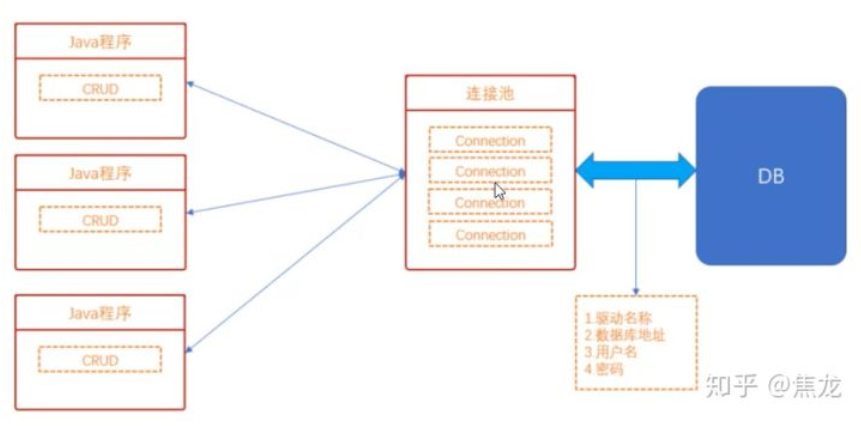 Java程序
CRUD
Java程序
CRUD
Java程序
CRUD
连接池
Connection
Connection
Connection
Connection
DB
1.驱动名称
2 数据库地址
3 用户名
4 密码
知乎 @焦龙